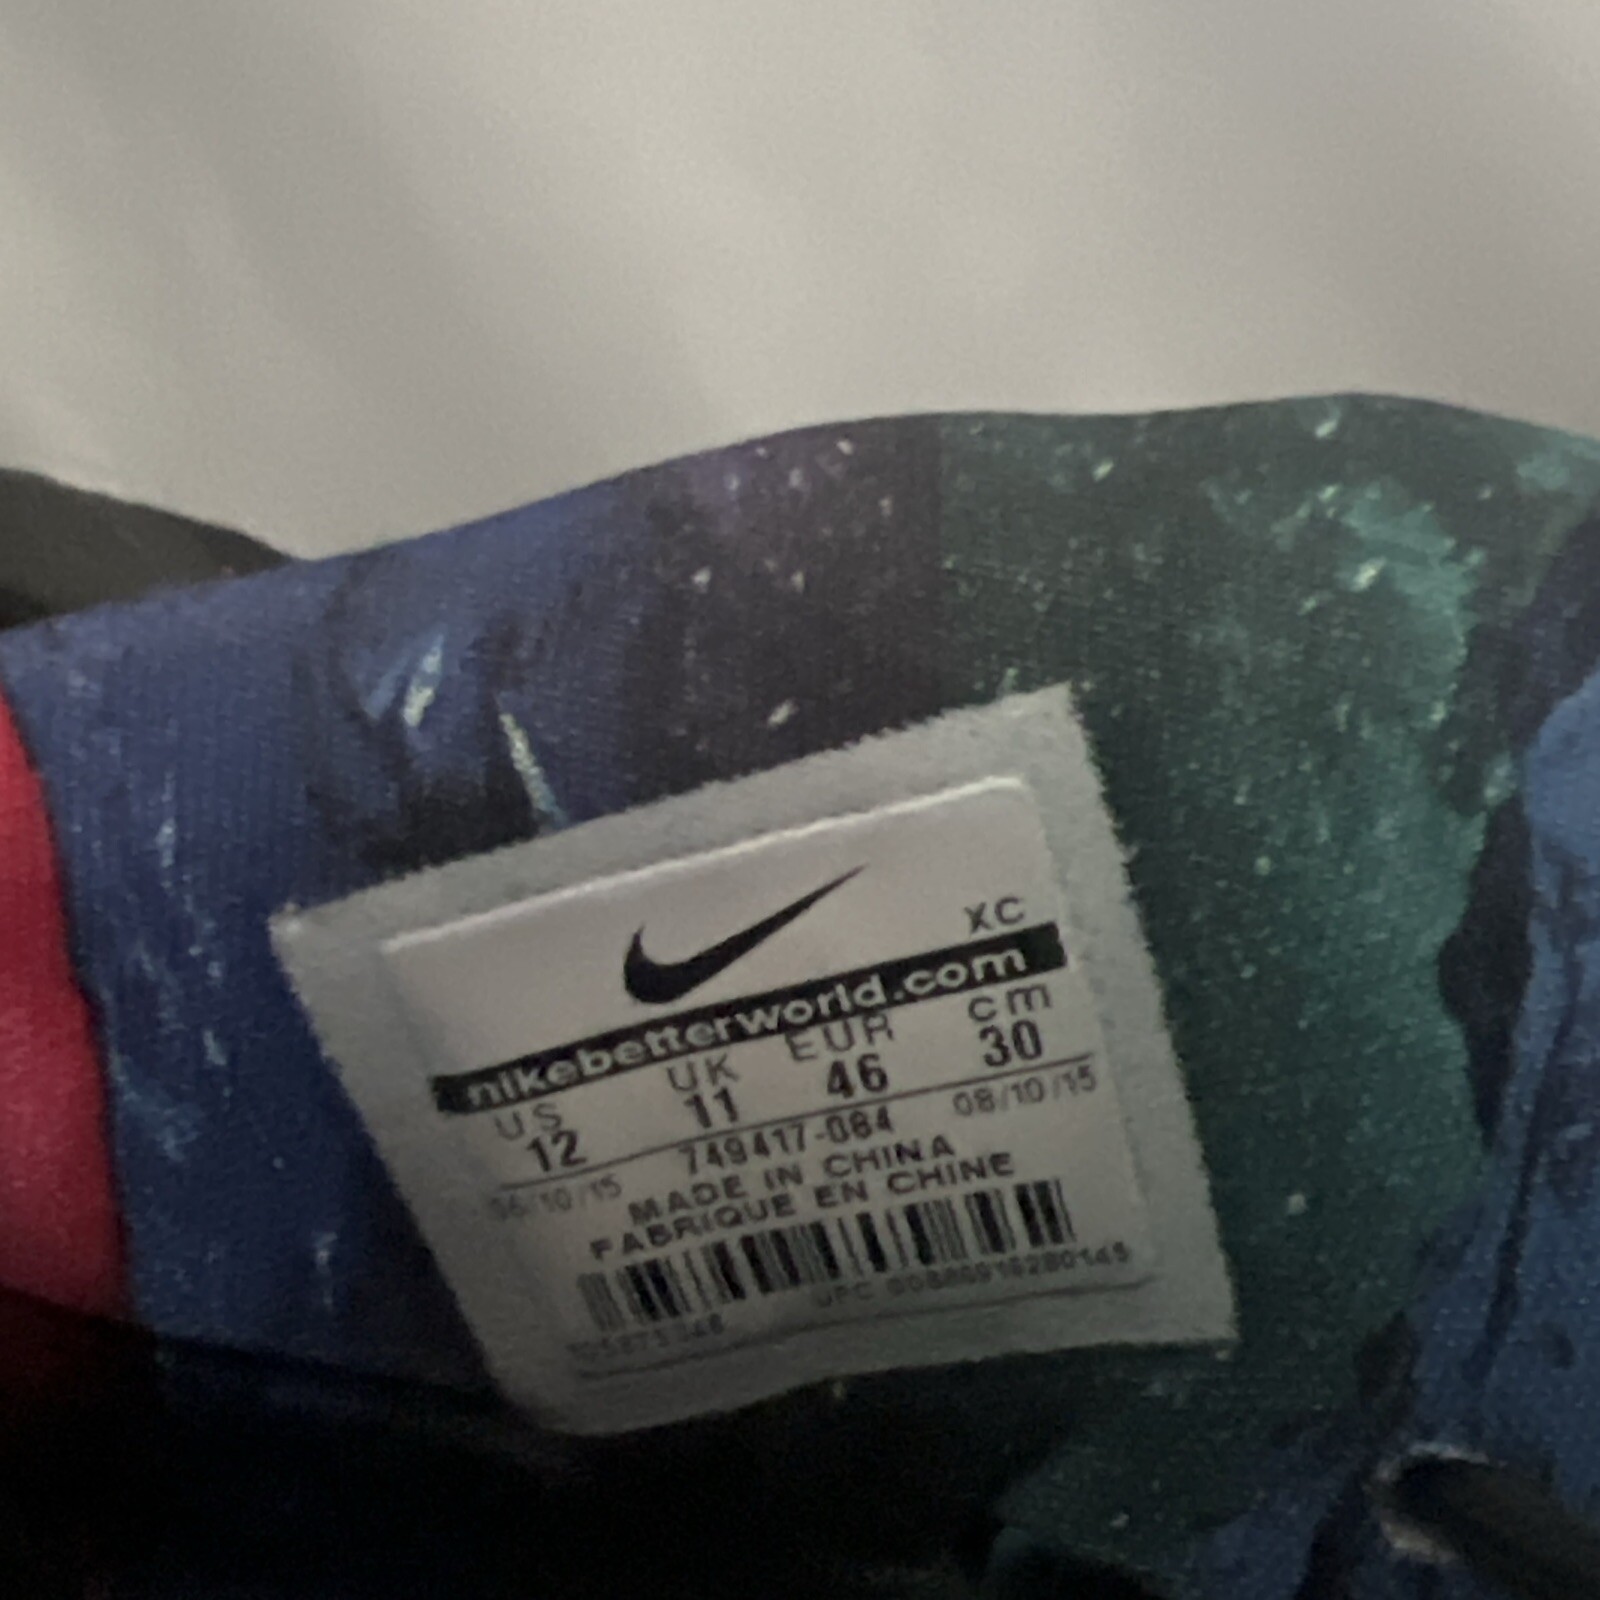 XC
nikebetterworld.com
US UK EUR cm
12 11 46 30
749417-084 08/10/15
MADE IN CHINA
FABRIQUE EN CHINE
UPC